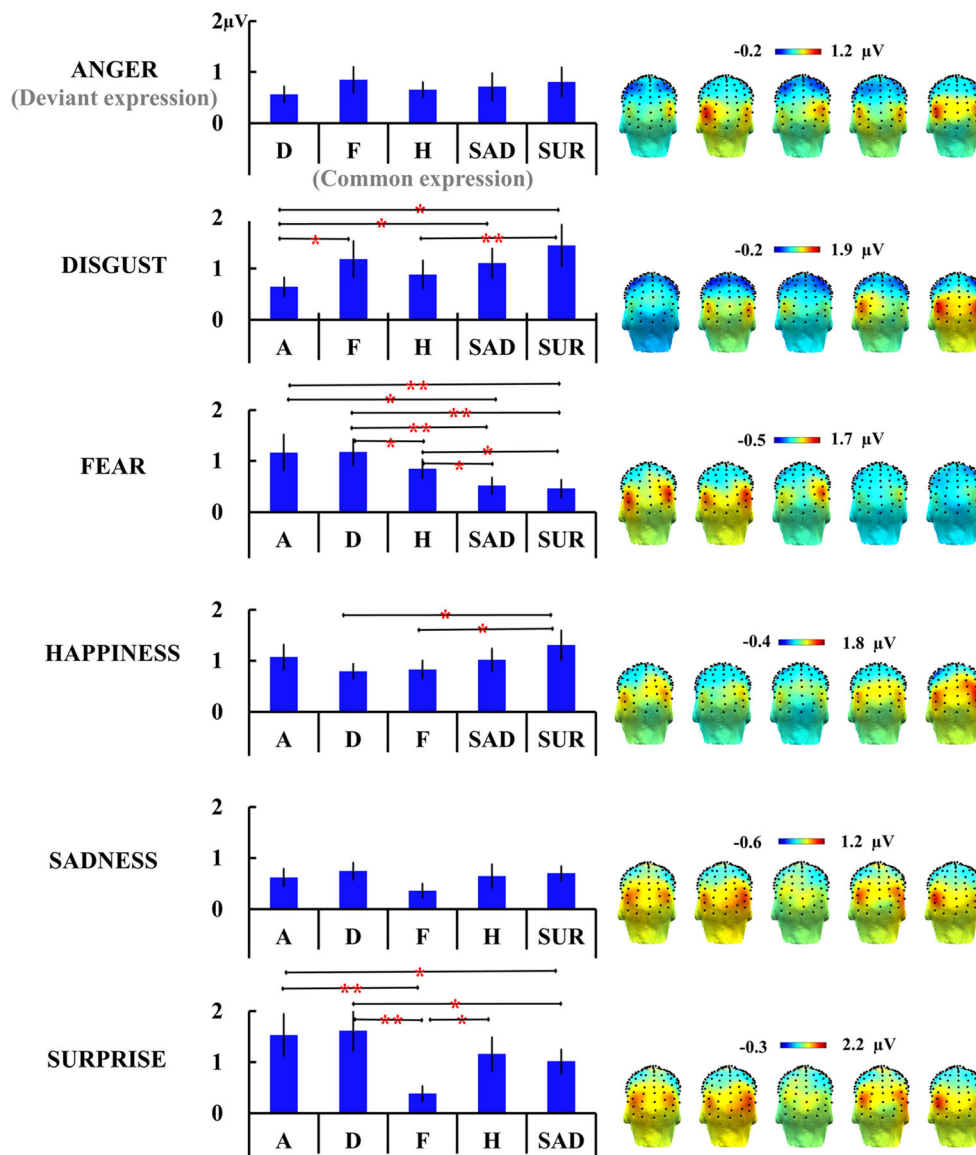 2µV
1
0
ANGER
(Deviant expression)
D F H SAD SUR
(Common expression)
-0.2 1.2 µV
DISGUST
*
*
* **
2
1
0
A F H SAD SUR
-0.2 1.9 µV
FEAR
**
*
**
**
* *
*
2
1
0
A D H SAD SUR
-0.5 1.7 µV
HAPPINESS
*
*
2
1
0
A D F SAD SUR
-0.4 1.8 µV
SADNESS
2
1
0
A D F H SUR
-0.6 1.2 µV
SURPRISE
*
**
*
** *
2
1
0
A D F H SAD
-0.3 2.2 µV